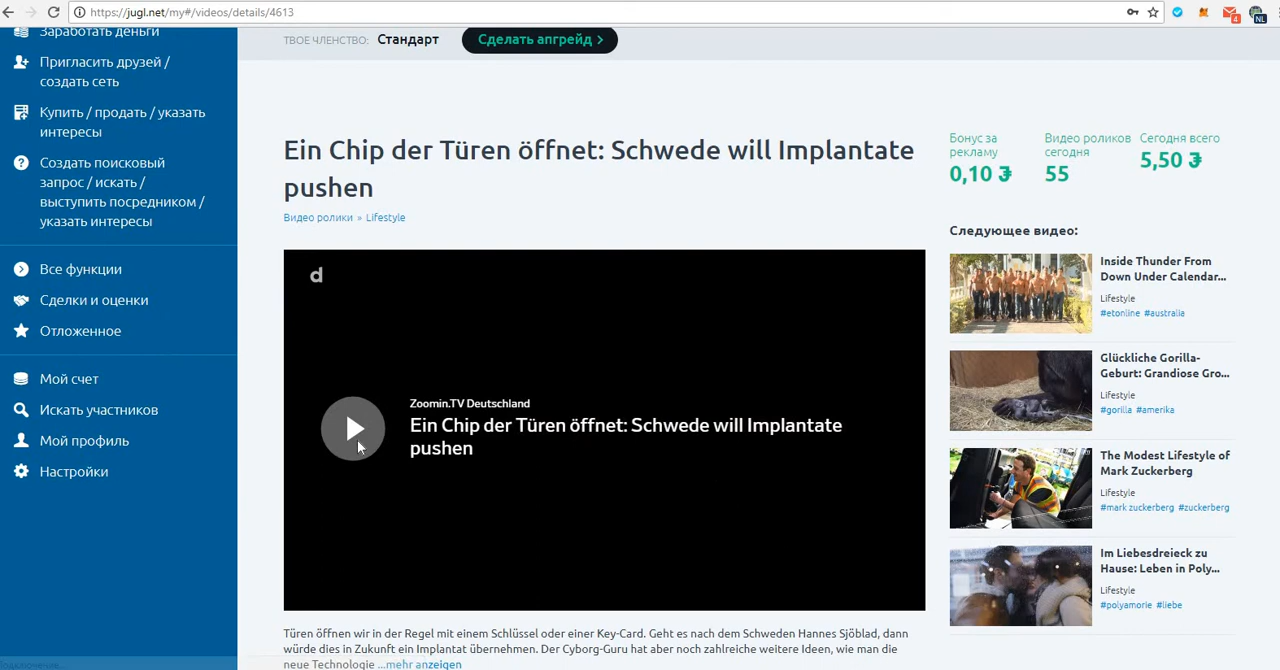 https://jugl.net/my#/videos/details/4613
4
NL
Заработать деньги
Пригласить друзей /
создать сеть
Купить / продать / указать
интересы
Создать поисковый
запрос / искать /
выступить посредником /
указать интересы
Все функции
Сделки и оценки
Отложенное
Мой счет
Искать участников
Мой профиль
Настройки
ТВОЕ ЧЛЕНСТВО: Стандарт Сделать апгрейд >
Ein Chip der Türen öffnet: Schwede will Implantate
pushen
Видео ролики » Lifestyle
d
Zoomin.TV Deutschland
Ein Chip der Türen öffnet: Schwede will Implantate
pushen
Türen öffnen wir in der Regel mit einem Schlüssel oder einer Key-Card. Geht es nach dem Schweden Hannes Sjöblad, dann
würde dies in Zukunft ein Implantat übernehmen. Der Cyborg-Guru hat aber noch zahlreiche weitere Ideen, wie man die
neue Technologie ...mehr anzeigen
Бонус за
рекламу
0,10
Видео роликов
сегодня
55
Сегодня всего
5,50
Следующее видео:
Inside Thunder From
Down Under Calendar...
Lifestyle
#etonline #australia
Glückliche Gorilla-
Geburt: Grandiose Gro...
Lifestyle
#gorilla #amerika
The Modest Lifestyle of
Mark Zuckerberg
Lifestyle
#mark zuckerberg #zuckerberg
Im Liebesdreieck zu
Hause: Leben in Poly...
Lifestyle
#polyamorie #liebe